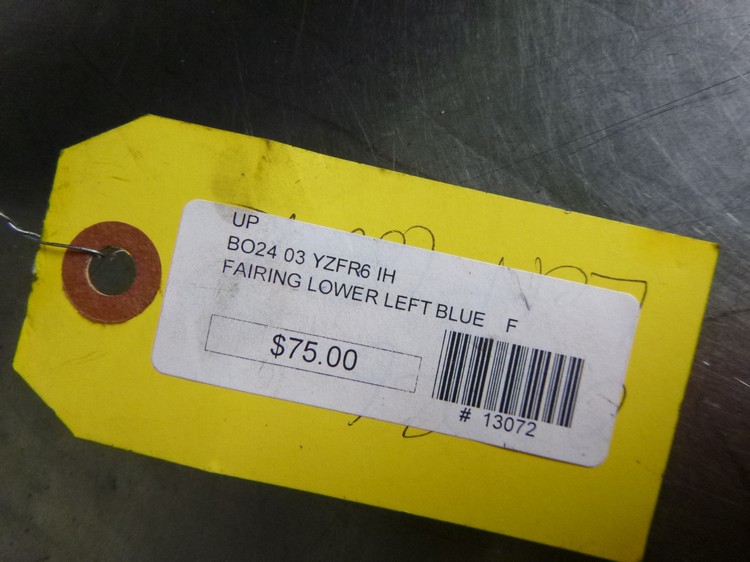 UP
BO24 03 YZFR6 IH
FAIRING LOWER LEFT BLUE F
$75.00
# 13072